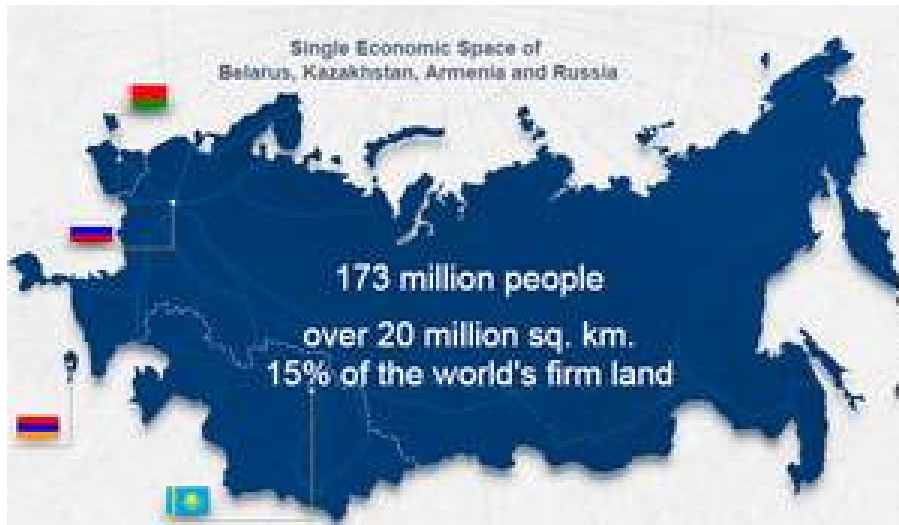 Single Economic Space of
Belarus, Kazakhstan, Armenia and Russia
173 million people
over 20 million sq. km.
15% of the world's firm land